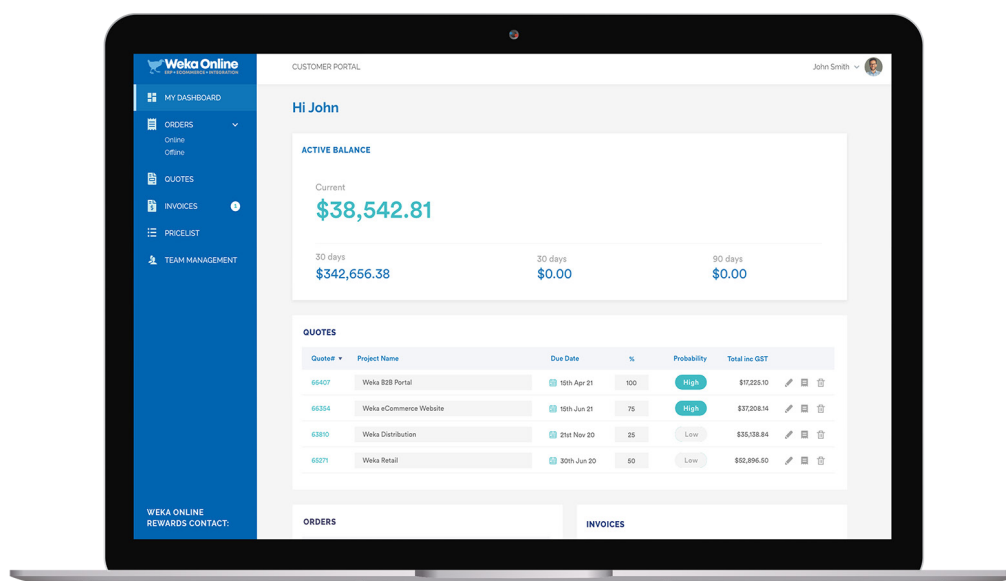 Weka Online
ERP • ECOMMERCE • INTEGRATION
CUSTOMER PORTAL
John Smith
MY DASHBOARD
ORDERS
Online
Offline
QUOTES
INVOICES 1
PRICELIST
TEAM MANAGEMENT
WEKA ONLINE
REWARDS CONTACT:
Hi John
ACTIVE BALANCE
Current
$38,542.81
30 days 30 days 90 days
$342,656.38 $0.00 $0.00
QUOTES
Quote# Project Name Due Date % Probability Total inc GST
66407 Weka B2B Portal 15th Apr 21 100 High $17,225.10
66354 Weka eCommerce Website 15th Jun 21 75 High $37,208.14
63810 Weka Distribution 21st Nov 20 25 Low $35,138.84
65271 Weka Retail 30th Jun 20 50 Low $52,896.50
ORDERS
INVOICES